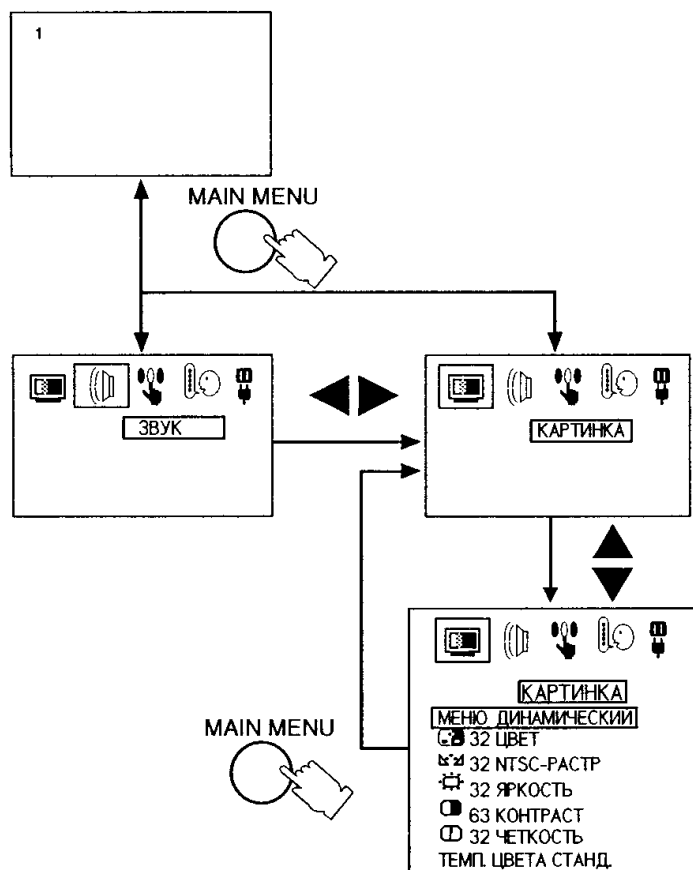 1
MAIN MENU
ЗВУК
КАРТИНКА
КАРТИНКА
МЕНЮ ДИНАМИЧЕСКИЙ
32 ЦВЕТ
32 NTSC-РАСТР
32 ЯРКОСТЬ
63 КОНТРАСТ
32 ЧЕТКОСТЬ
ТЕМП. ЦВЕТА СТАНД.
MAIN MENU